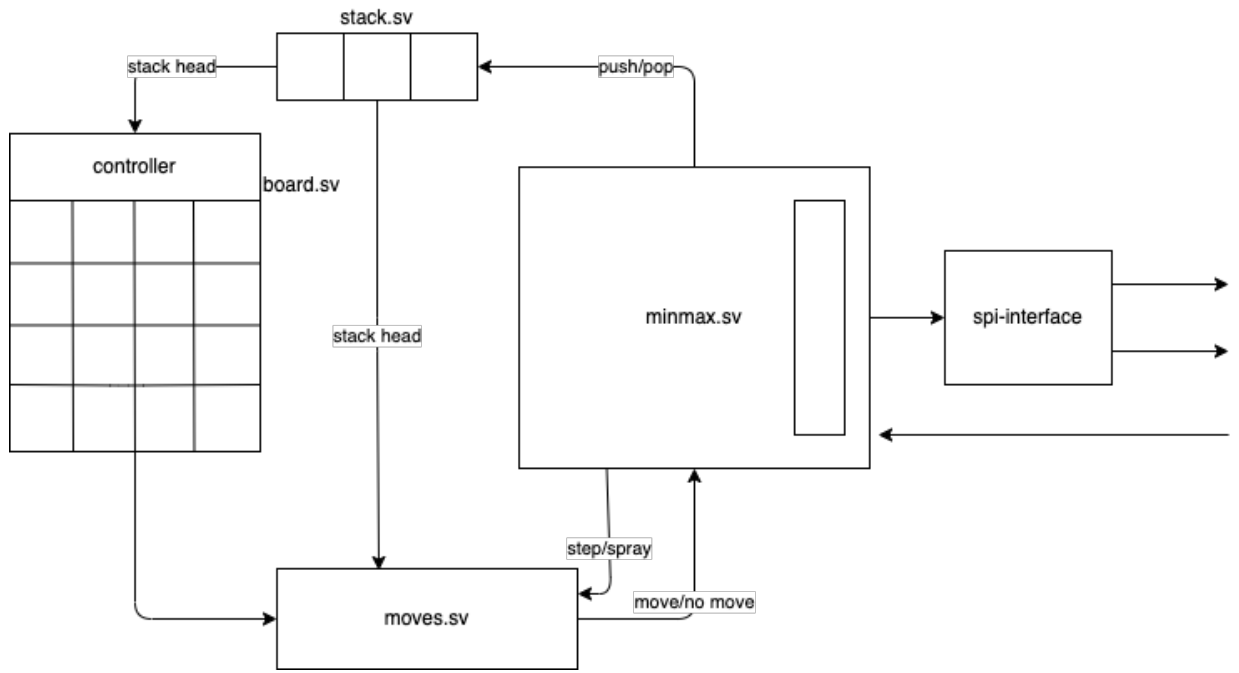 stack.sv
stack head
push/pop
controller
board.sv
stack head
minmax.sv
spi-interface
step/spray
move/no move
moves.sv